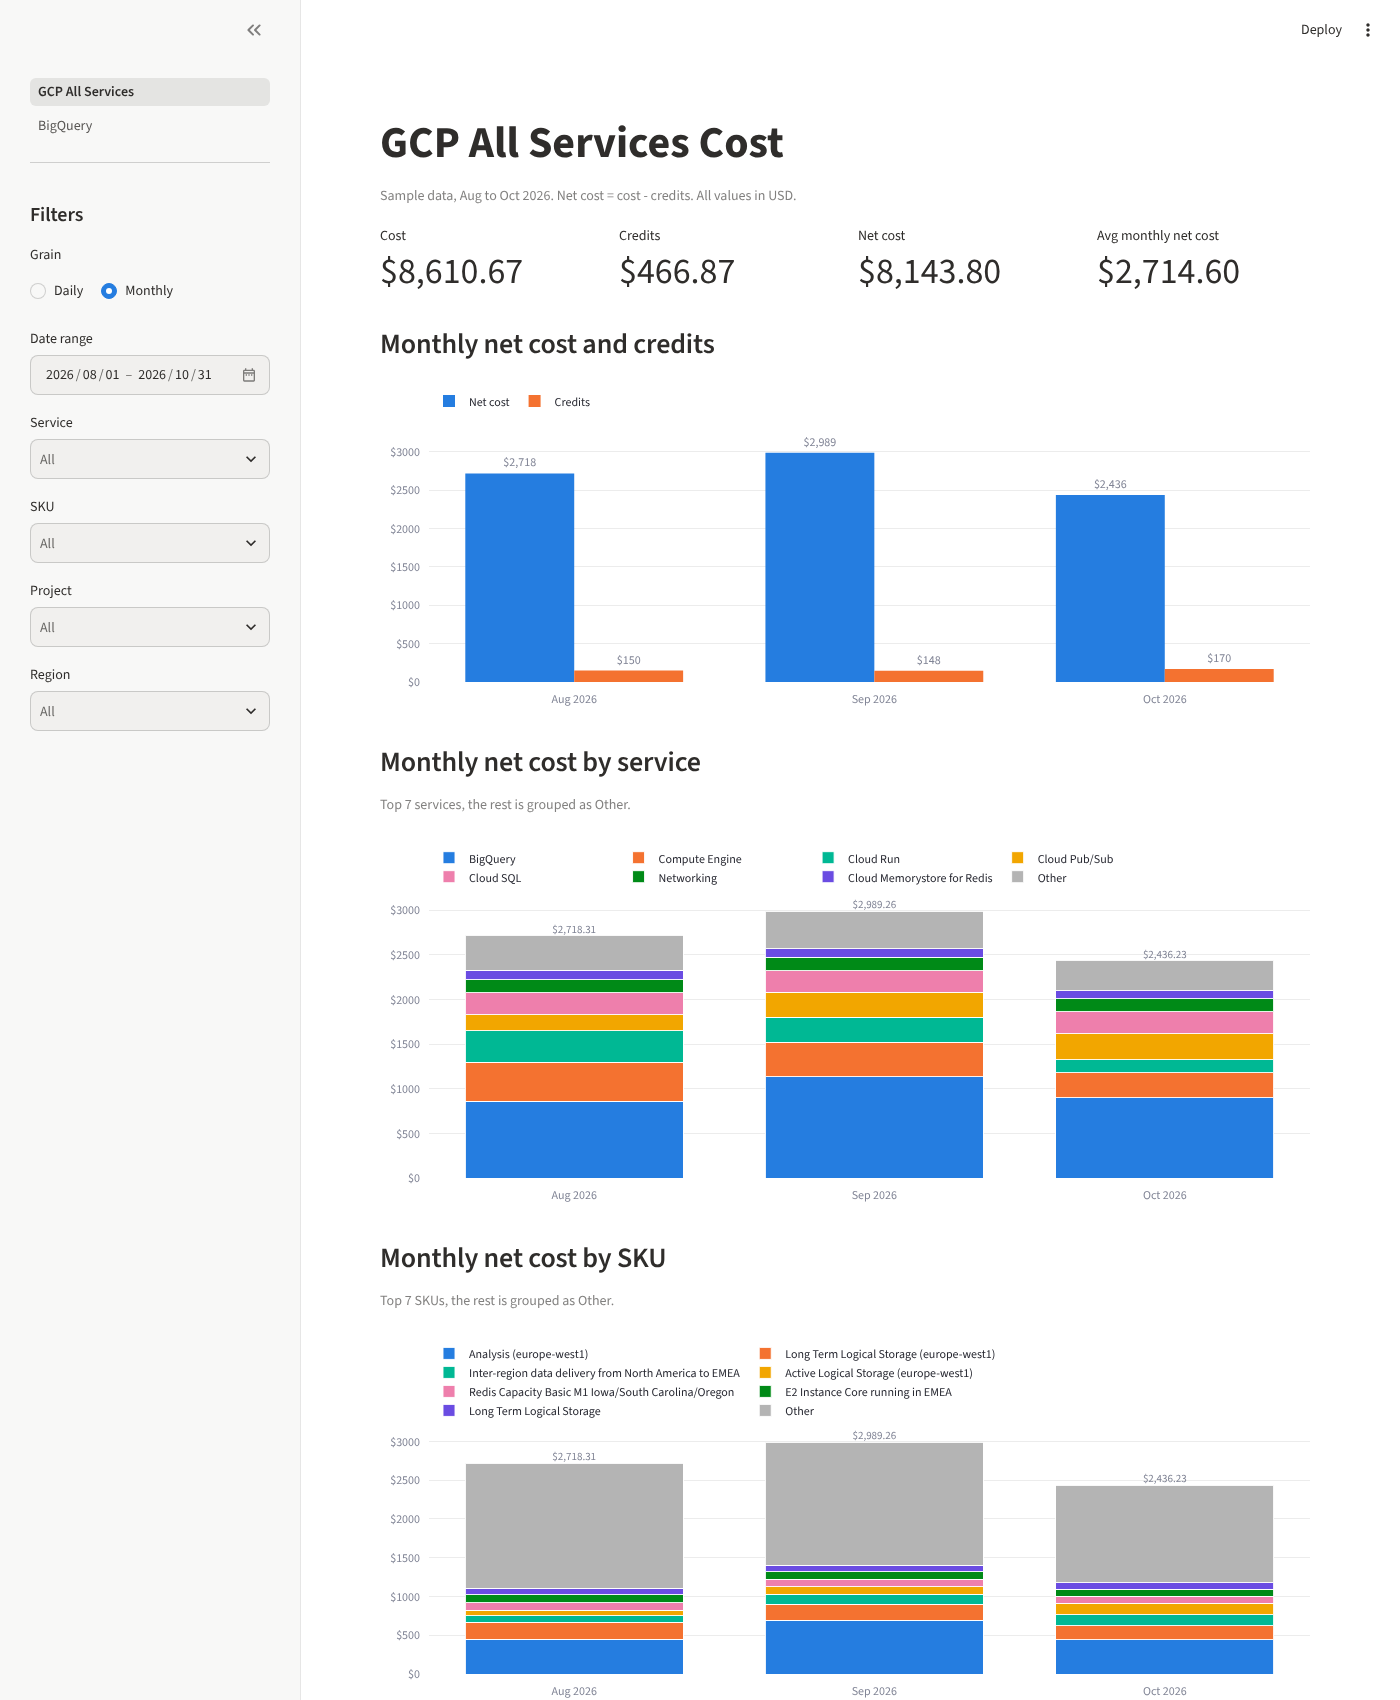 Deploy
GCP All Services
BigQuery
Filters
Grain
Daily Monthly
Date range
2026 / 08 / 01 – 2026 / 10 / 31
Service
All
SKU
All
Project
All
Region
All
GCP All Services Cost
Sample data, Aug to Oct 2026. Net cost = cost - credits. All values in USD.
Cost Credits Net cost Avg monthly net cost
$8,610.67 $466.87 $8,143.80 $2,714.60
Monthly net cost and credits
Net cost Credits
$2,989
$3000
$2,718
$2500
$2,436
$2000
$1500
$1000
$500
$150 $148 $170
$0
Aug 2026 Sep 2026 Oct 2026
Monthly net cost by service
Top 7 services, the rest is grouped as Other.
BigQuery Compute Engine Cloud Run Cloud Pub/Sub
Cloud SQL Networking Cloud Memorystore for Redis Other
$2,989.26
$3000
$2,718.31
$2500
$2,436.23
$2000
$1500
$1000
$500
$0
Aug 2026 Sep 2026 Oct 2026
Monthly net cost by SKU
Top 7 SKUs, the rest is grouped as Other.
Analysis (europe-west1) Long Term Logical Storage (europe-west1)
Inter-region data delivery from North America to EMEA Active Logical Storage (europe-west1)
Redis Capacity Basic M1 Iowa/South Carolina/Oregon E2 Instance Core running in EMEA
Long Term Logical Storage Other
$2,989.26
$3000
$2,718.31
$2500
$2,436.23
$2000
$1500
$1000
$500
$0
Aug 2026 Sep 2026 Oct 2026